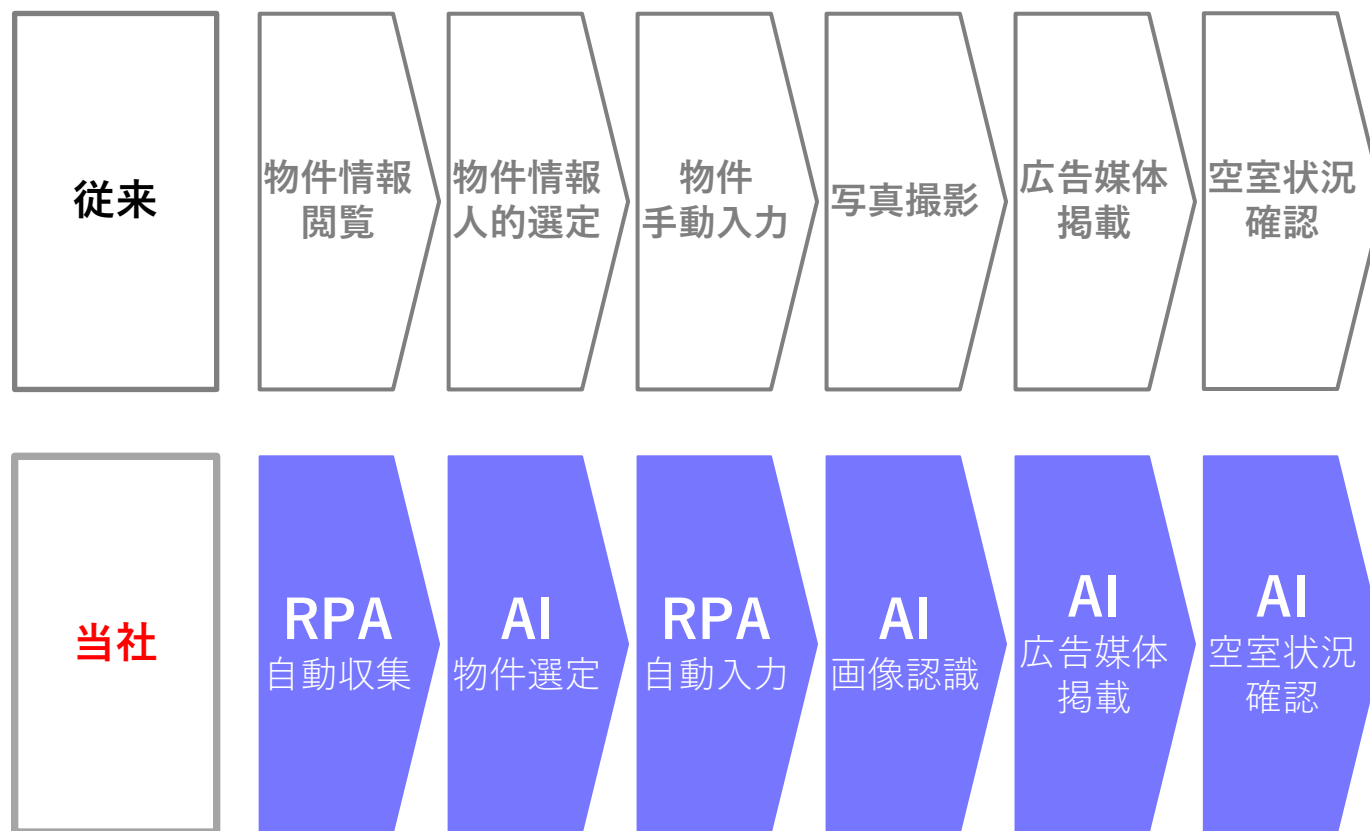 従来
物件情報
閲覧
物件情報
人的選定
物件
手動入力
写真撮影
広告媒体
掲載
空室状況
確認
当社
RPA
自動収集
AI
物件選定
RPA
自動入力
AI
画像認識
AI
広告媒体
掲載
AI
空室状況
確認